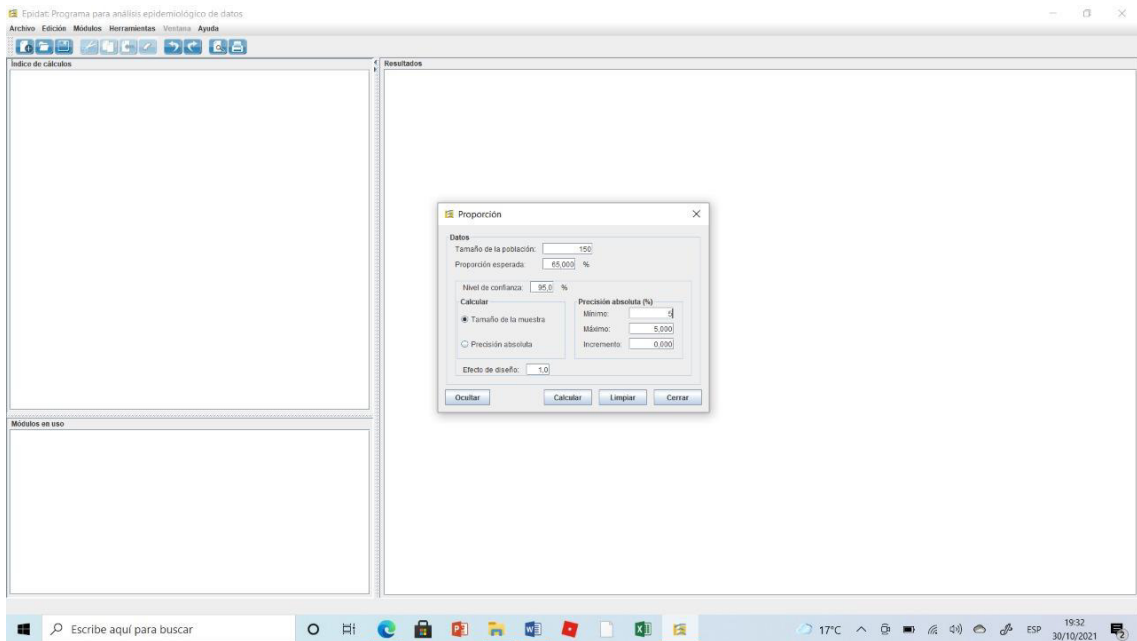 Epidat: Programa para análisis epidemiológico de datos
Archivo Edición Módulos Herramientas Ventana Ayuda
Índice de cálculos
Resultados
Proporción
Datos
Tamaño de la población: 150
Proporción esperada: 65,000 %
Nivel de confianza: 95,0 %
Calcular
Tamaño de la muestra
Precisión absoluta
Precisión absoluta (%)
Mínimo: 5
Máximo: 5,000
Incremento: 0,000
Efecto de diseño: 1,0
Ocultar Calcular Limpiar Cerrar
Módulos en uso
Escribe aquí para buscar
17°C ESP 19:32
30/10/2021
2